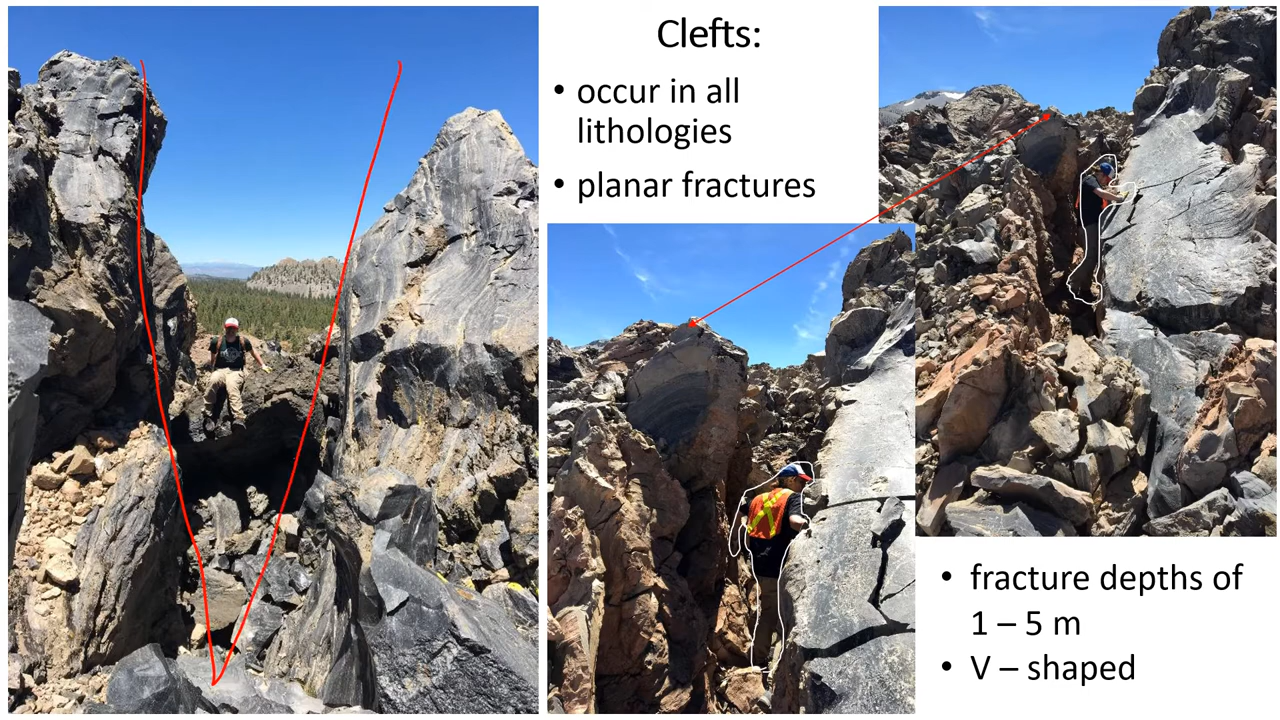 Clefts:
• occur in all
lithologies
• planar fractures
• fracture depths of
1 – 5 m
• V – shaped